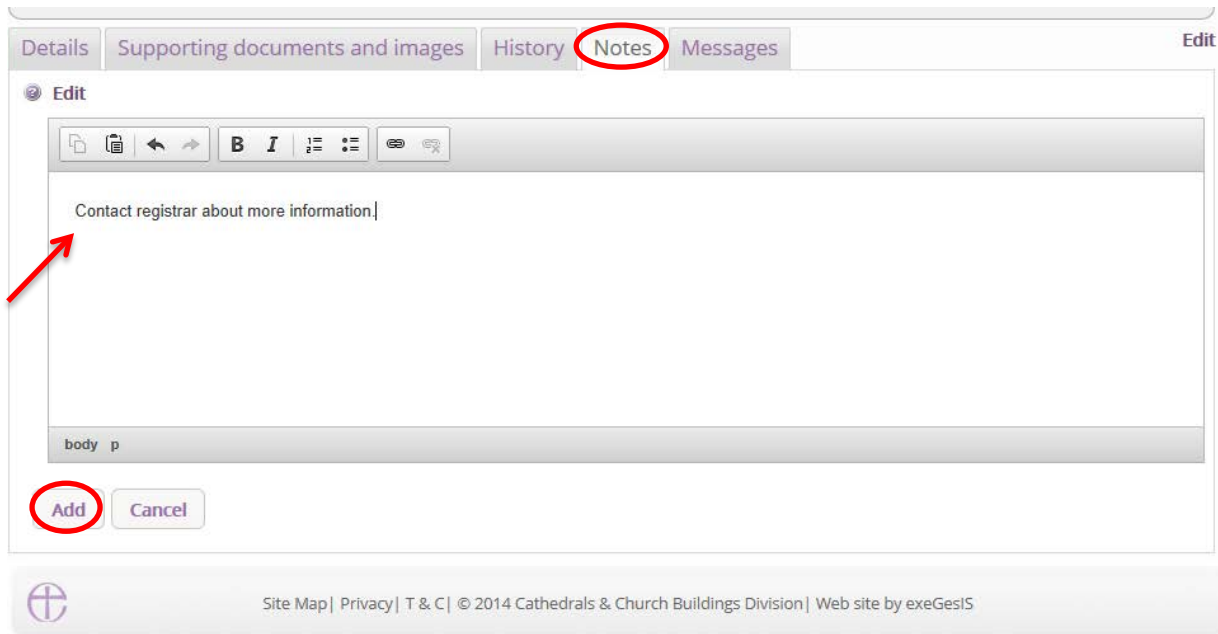 Details Supporting documents and images History Notes Messages Edit
Edit
B I
Contact registrar about more information.
body p
Add Cancel
Site Map| Privacy| T & C| © 2014 Cathedrals & Church Buildings Division| Web site by exeGesIS